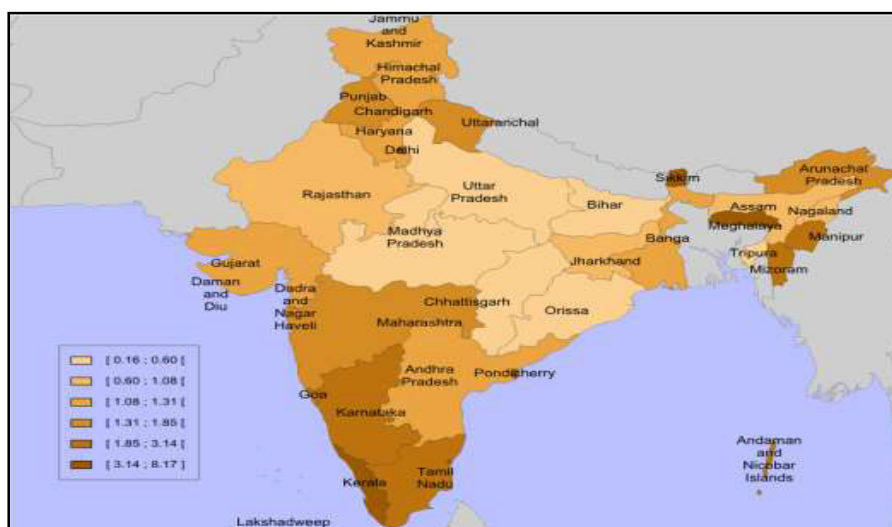 Jammu
and
Kashmir
Himachal
Pradesh
Punjab
Chandigarh
Uttaranchal
Haryana
Delhi
Rajasthan
Uttar
Pradesh
Bihar
Sikkim
Arunachal
Pradesh
Assam
Nagaland
Meghalaya
Manipur
Tripura
Mizoram
Madhya
Pradesh
Banga
Jharkhand
Gujarat
Daman
and
Diu
Dadra
and
Nagar
Haveli
Chhattisgarh
Orissa
Maharashtra
Andhra
Pradesh
Pondicherry
Goa
Karnataka
Tamil
Nadu
Kerala
Lakshadweep
Andaman
and
Nicobar
Islands
[ 0.16 ; 0.60 [
[ 0.60 ; 1.08 [
[ 1.08 ; 1.31 [
[ 1.31 ; 1.85 [
[ 1.85 ; 3.14 [
[ 3.14 ; 8.17 [